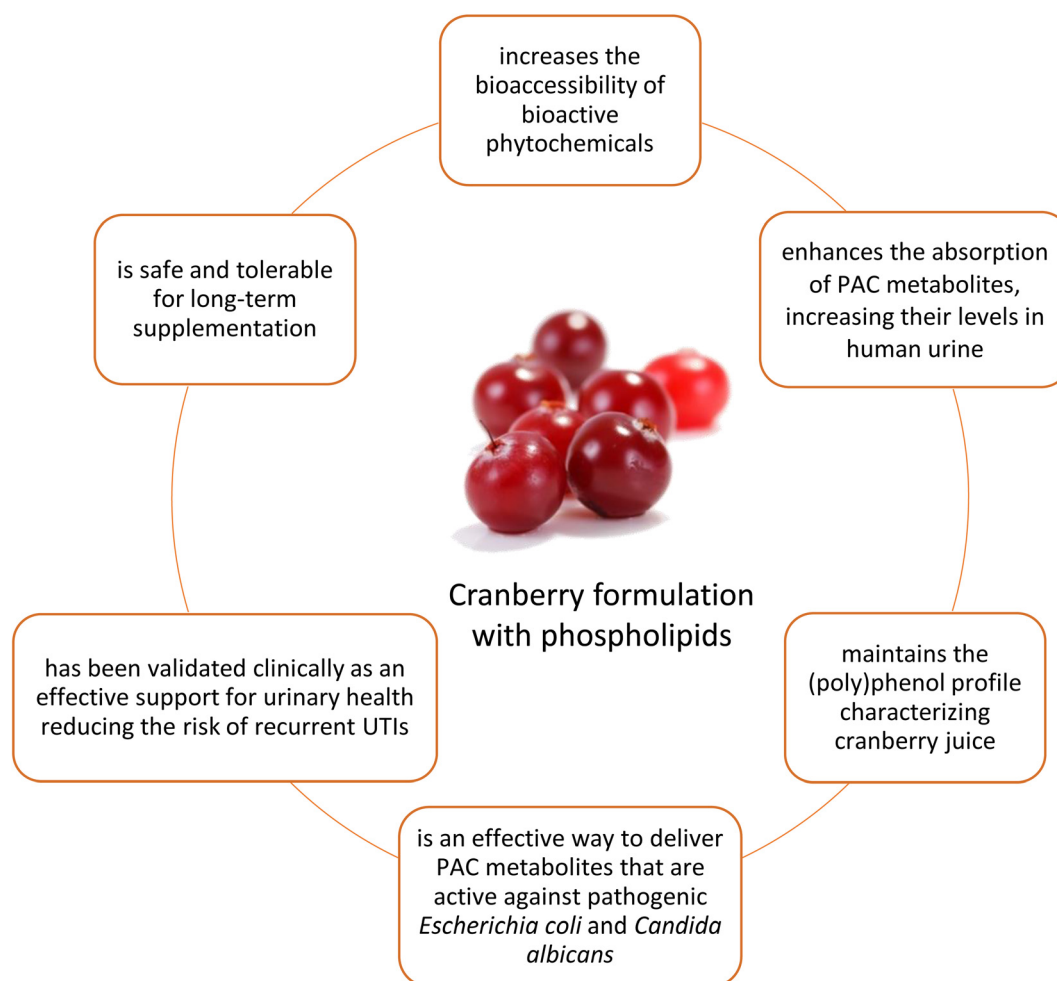 increases the
bioaccessibility of
bioactive
phytochemicals
enhances the absorption
of PAC metabolites,
increasing their levels in
human urine
maintains the
(poly)phenol profile
characterizing
cranberry juice
is an effective way to deliver
PAC metabolites that are
active against pathogenic
Escherichia coli and Candida
albicans
has been validated clinically as an
effective support for urinary health
reducing the risk of recurrent UTIs
is safe and tolerable
for long-term
supplementation
Cranberry formulation
with phospholipids